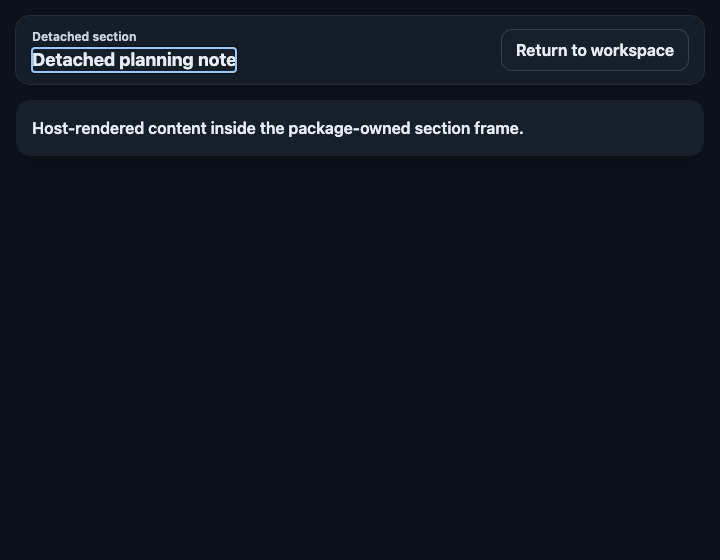 Detached section
Detached planning note
Return to workspace
Host-rendered content inside the package-owned section frame.